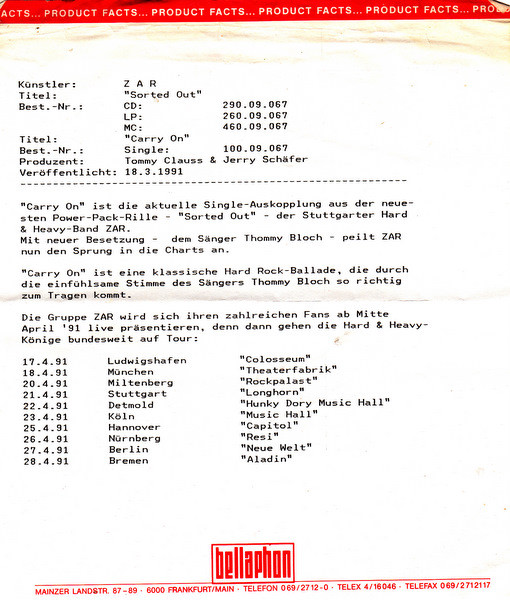 ACTS... PRODUCT FACTS... PRODUCT FACTS... PRODUCT FACTS... PRODUCT FACTS... PROD
Künstler: Z A R
Titel: "Sorted Out"
Best.-Nr.: CD: 290.09.067
LP: 260.09.067
MC: 460.09.067
Titel: "Carry On"
Best.-Nr.: Single: 100.09.067
Produzent: Tommy Clauss & Jerry Schäfer
Veröffentlicht: 18.3.1991
"Carry On" ist die aktuelle Single-Auskopplung aus der neue-
sten Power-Pack-Rille - "Sorted Out" - der Stuttgarter Hard
& Heavy-Band ZAR.
Mit neuer Besetzung - dem Sänger Thommy Bloch - peilt ZAR
nun den Sprung in die Charts an.
"Carry On" ist eine klassische Hard Rock-Ballade, die durch
die einfühlsame Stimme des Sängers Thommy Bloch so richtig
zum Tragen kommt.
Die Gruppe ZAR wird sich ihren zahlreichen Fans ab Mitte
April '91 live präsentieren, denn dann gehen die Hard & Heavy-
Könige bundesweit auf Tour:
17.4.91 Ludwigshafen "Colosseum"
18.4.91 München "Theaterfabrik"
20.4.91 Miltenberg "Rockpalast"
21.4.91 Stuttgart "Longhorn"
22.4.91 Detmold "Hunky Dory Music Hall"
23.4.91 Köln "Music Hall"
25.4.91 Hannover "Capitol"
26.4.91 Nürnberg "Resi"
27.4.91 Berlin "Neue Welt"
28.4.91 Bremen "Aladin"
bellaphon
MAINZER LANDSTR. 87-89 · 6000 FRANKFURT/MAIN · TELEFON 069/2712-0 · TELEX 4/16046 · TELEFAX 069/2712117